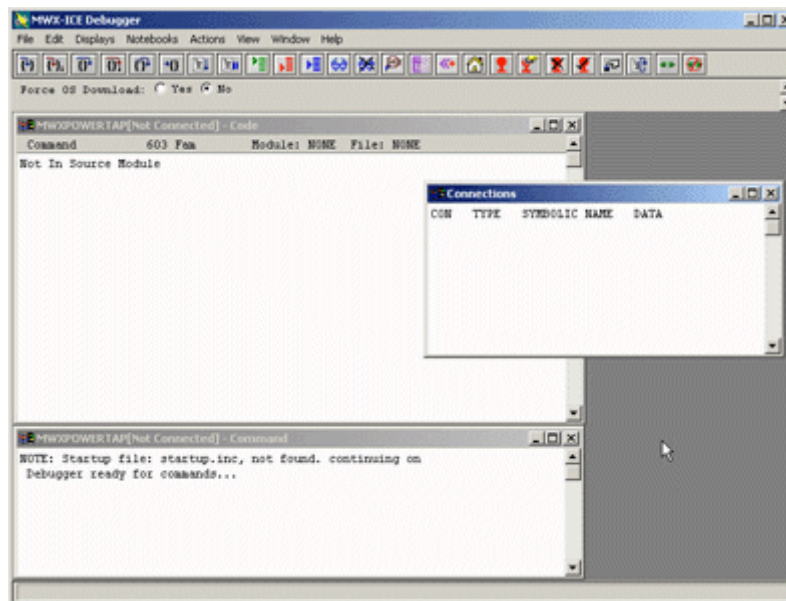 MWX-ICE Debugger
File Edit Displays Notebooks Actions View Window Help
Force OS Download: Yes No
MWXPOWERTAP[Not Connected] - Code
Command 603 Fam Module: NONE File: NONE
Not In Source Module
Connections
CON TYPE SYMBOLIC NAME DATA
MWXPOWERTAP[Not Connected] - Command
NOTE: Startup file: startup.inc, not found. continuing on
Debugger ready for commands...